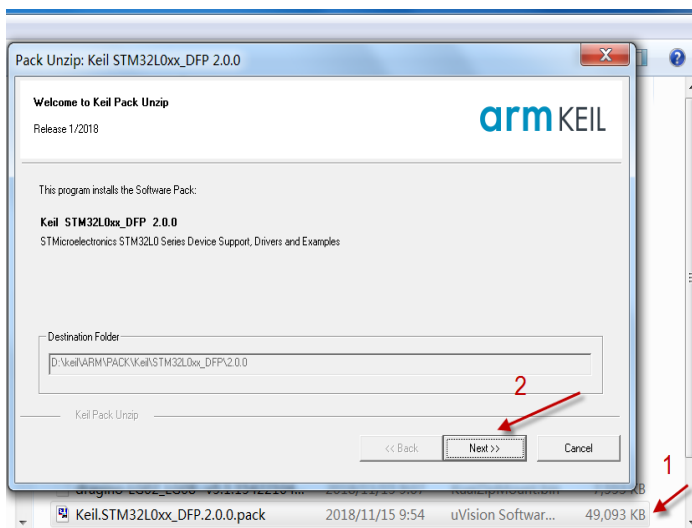 Pack Unzip: Keil STM32L0xx_DFP 2.0.0
Welcome to Keil Pack Unzip
Release 1/2018
arm KEIL
This program installs the Software Pack:
Keil STM32L0xx_DFP 2.0.0
STMicroelectronics STM32L0 Series Device Support, Drivers and Examples
Destination Folder
D:\keil\ARM\PACK\Keil\STM32L0xx_DFP\2.0.0
2
Keil Pack Unzip
<< Back Next >> Cancel
1
Keil.STM32L0xx_DFP.2.0.0.pack 2018/11/15 9:54 uVision Softwar... 49,093 KB